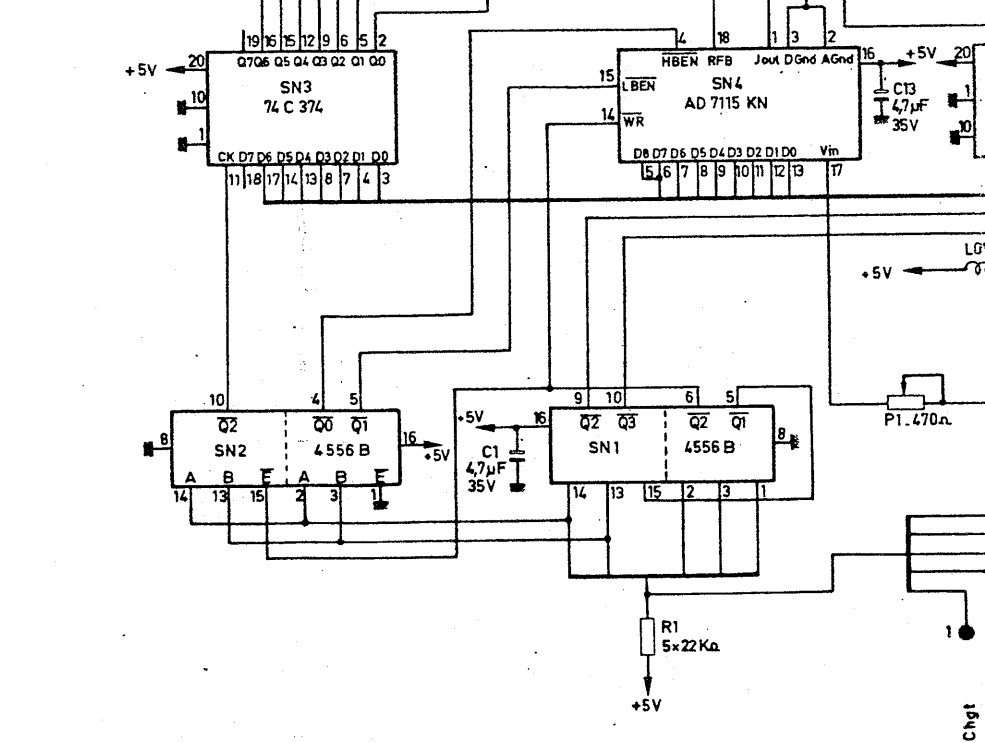 19 16 15 12 9 6 5 2
Q7 Q6 Q5 Q4 Q3 Q2 Q1 Q0
+5V 20
SN3
74 C 374
10
1
CK D7 D6 D5 D4 D3 D2 D1 D0
11 18 17 14 13 8 7 4 3
4 18 1 3 2
HBEN RFB Jout DGnd AGnd
16 +5V
15 LBEN
SN4
AD 7115 KN
14 WR
C13
4,7µF
35V
D8 D7 D6 D5 D4 D3 D2 D1 D0 Vin
5 6 7 8 9 10 11 12 13 17
20
1
10
+5V
P1_470Ω
10 4 5
Q2 Q0 Q1
8
SN2 4556 B
16
+5V
A B E A B E
14 13 15 2 3 1
+5V
16
C1
4,7µF
35V
9 10 6 5
Q2 Q3 Q2 Q1
SN1 4556 B
8
14 13 15 2 3 1
R1
5x22KΩ
+5V
1
Chgt